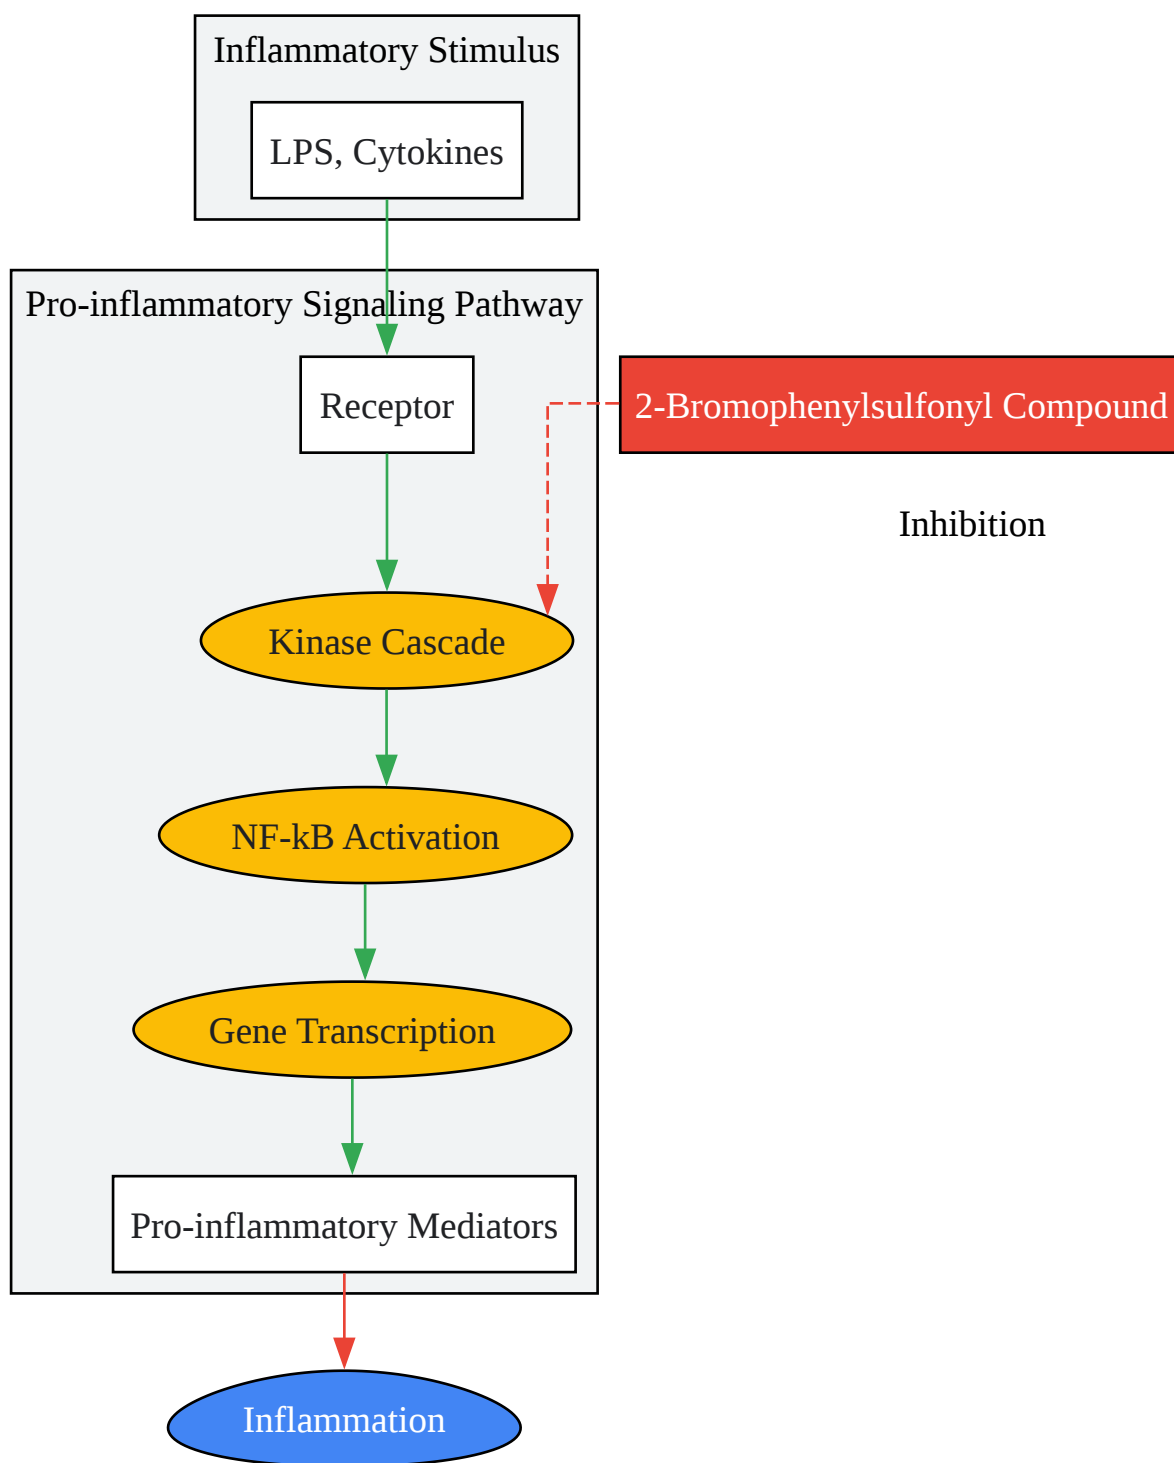 Inflammatory Stimulus
LPS, Cytokines
Pro-inflammatory Signaling Pathway
Receptor
2-Bromophenylsulfonyl Compound
Inhibition
Kinase Cascade
NF-kB Activation
Gene Transcription
Pro-inflammatory Mediators
Inflammation